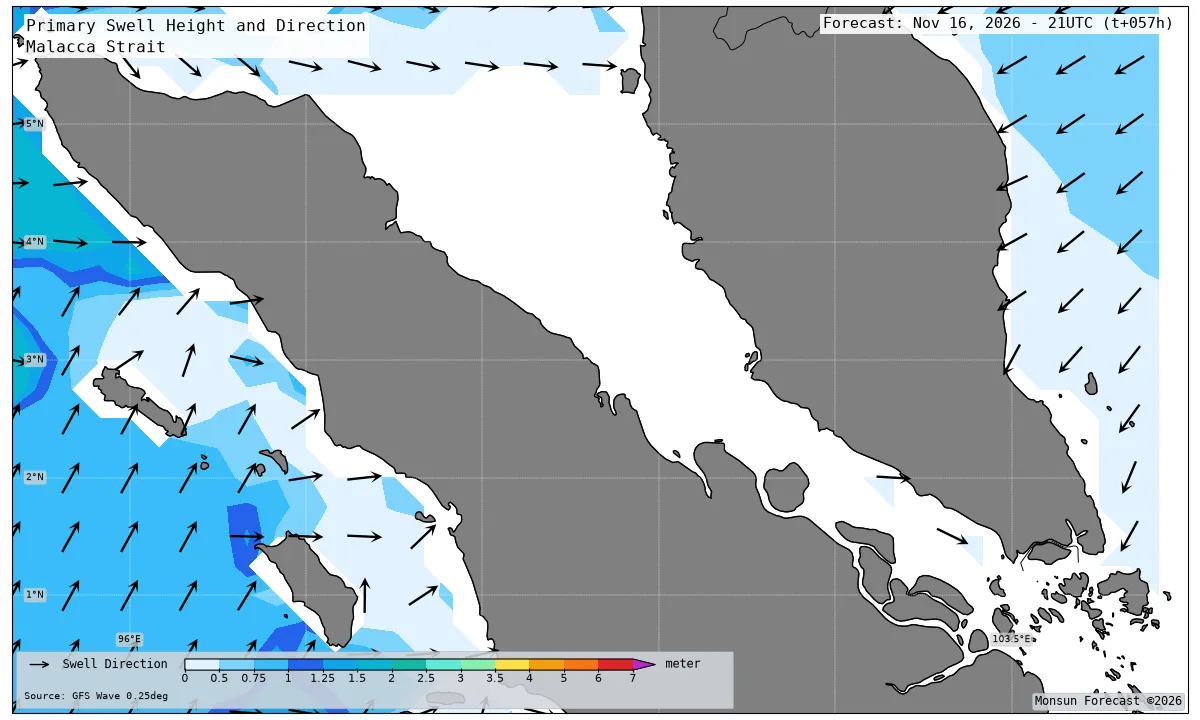 Primary Swell Height and Direction
Malacca Strait
Forecast: Nov 16, 2026 - 21UTC (t+057h)
5°N
4°N
3°N
2°N
1°N
96°E
103.5°E
Swell Direction
0 0.5 0.75 1 1.25 1.5 2 2.5 3 3.5 4 5 6 7
meter
Source: GFS Wave 0.25deg
Monsun Forecast ©2026